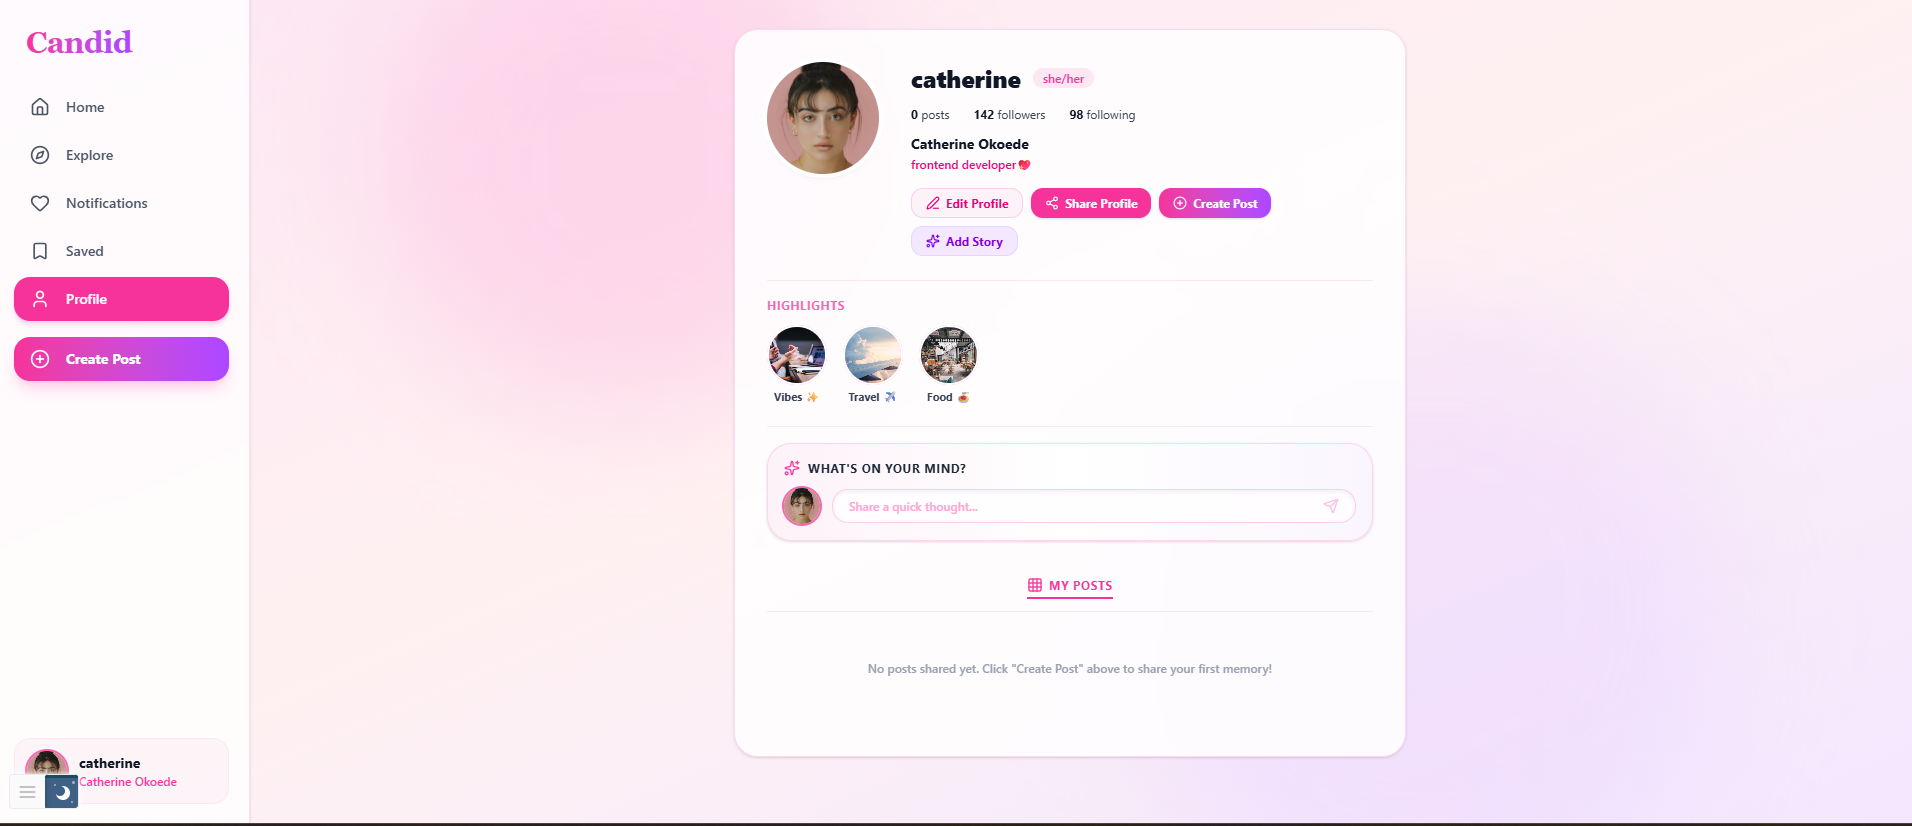 Candid
Home
Explore
Notifications
Saved
Profile
Create Post
catherine
Catherine Okoede
catherine she/her
0 posts 142 followers 98 following
Catherine Okoede
frontend developer💖
Edit Profile Share Profile Create Post
Add Story
HIGHLIGHTS
Vibes ✨ Travel ✈️ Food 🍝
WHAT'S ON YOUR MIND?
Share a quick thought...
MY POSTS
No posts shared yet. Click "Create Post" above to share your first memory!